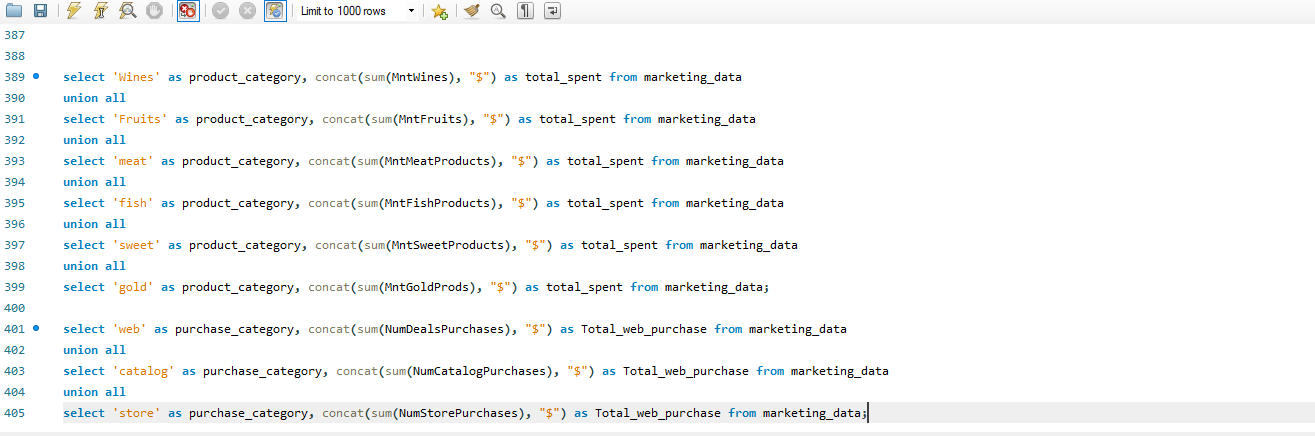 Limit to 1000 rows
387
388
389 select 'Wines' as product_category, concat(sum(MntWines), "$") as total_spent from marketing_data
390 union all
391 select 'Fruits' as product_category, concat(sum(MntFruits), "$") as total_spent from marketing_data
392 union all
393 select 'meat' as product_category, concat(sum(MntMeatProducts), "$") as total_spent from marketing_data
394 union all
395 select 'fish' as product_category, concat(sum(MntFishProducts), "$") as total_spent from marketing_data
396 union all
397 select 'sweet' as product_category, concat(sum(MntSweetProducts), "$") as total_spent from marketing_data
398 union all
399 select 'gold' as product_category, concat(sum(MntGoldProds), "$") as total_spent from marketing_data;
400
401 select 'web' as purchase_category, concat(sum(NumDealsPurchases), "$") as Total_web_purchase from marketing_data
402 union all
403 select 'catalog' as purchase_category, concat(sum(NumCatalogPurchases), "$") as Total_web_purchase from marketing_data
404 union all
405 select 'store' as purchase_category, concat(sum(NumStorePurchases), "$") as Total_web_purchase from marketing_data;